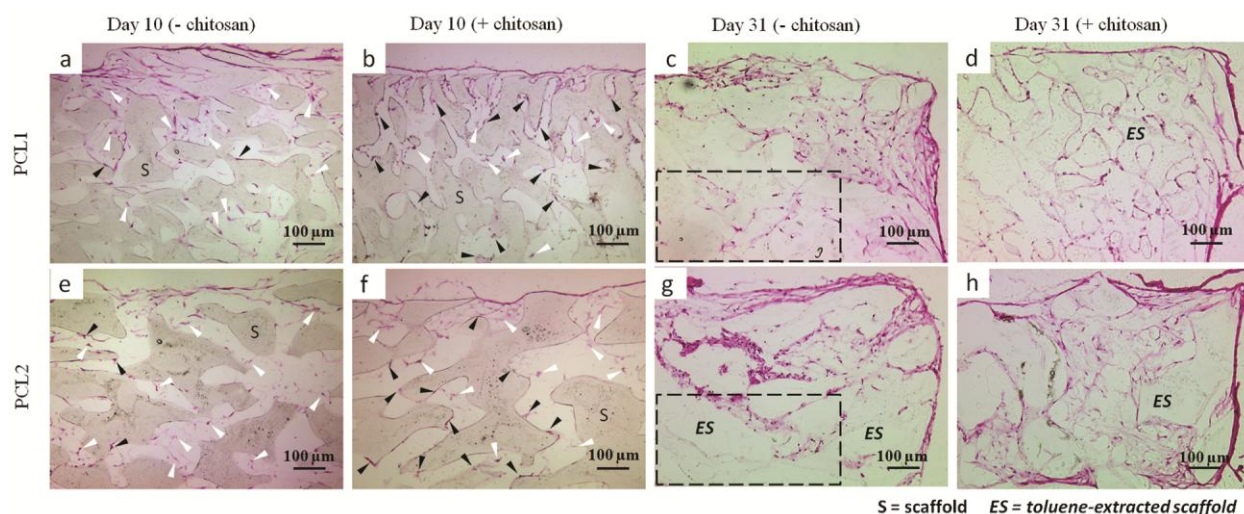 Day 10 (- chitosan) Day 10 (+ chitosan) Day 31 (- chitosan) Day 31 (+ chitosan)
PCL1
a b c d
S S ES
100 µm 100 µm 100 µm 100 µm
PCL2
e f g h
S S ES ES ES
100 µm 100 µm 100 µm 100 µm
S = scaffold ES = toluene-extracted scaffold